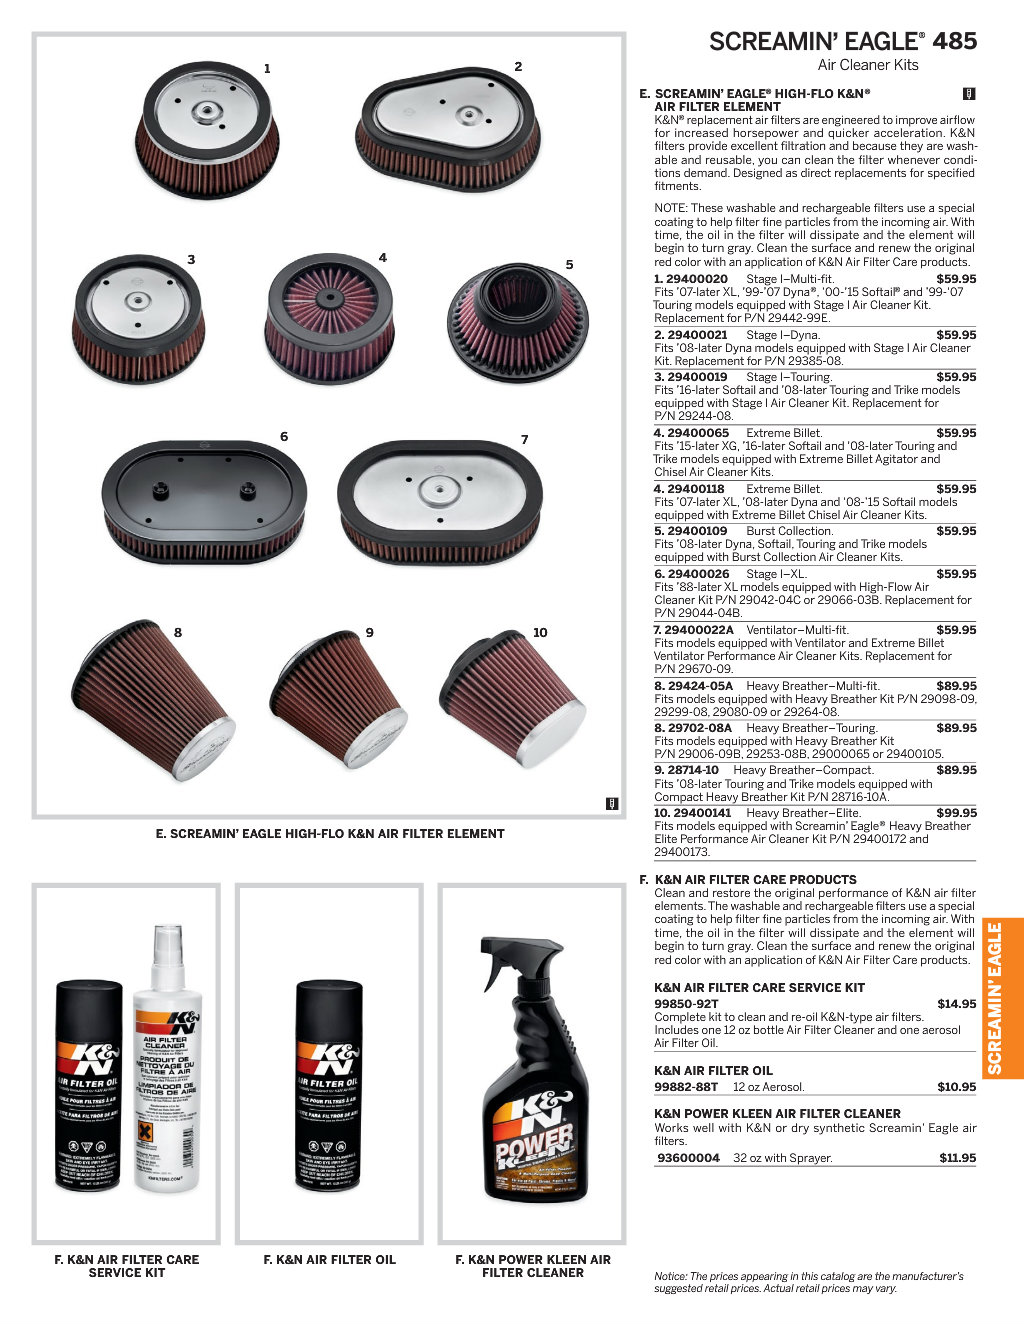 SCREAMIN’ EAGLE® 485
Air Cleaner Kits
1
2
3
4
5
6
7
8
9
10
E. SCREAMIN’ EAGLE HIGH-FLO K&N AIR FILTER ELEMENT
E. SCREAMIN’ EAGLE® HIGH-FLO K&N®
AIR FILTER ELEMENT
K&N® replacement air filters are engineered to improve airflow
for increased horsepower and quicker acceleration. K&N
filters provide excellent filtration and because they are wash-
able and reusable, you can clean the filter whenever condi-
tions demand. Designed as direct replacements for specified
fitments.
NOTE: These washable and rechargeable filters use a special
coating to help filter fine particles from the incoming air. With
time, the oil in the filter will dissipate and the element will
begin to turn gray. Clean the surface and renew the original
red color with an application of K&N Air Filter Care products.
1. 29400020 Stage I–Multi-fit. $59.95
Fits ’07-later XL, ’99-’07 Dyna®, ’00-’15 Softail® and ’99-’07
Touring models equipped with Stage I Air Cleaner Kit.
Replacement for P/N 29442-99E.
2. 29400021 Stage I–Dyna. $59.95
Fits ’08-later Dyna models equipped with Stage I Air Cleaner
Kit. Replacement for P/N 29385-08.
3. 29400019 Stage I–Touring. $59.95
Fits ’16-later Softail and ’08-later Touring and Trike models
equipped with Stage I Air Cleaner Kit. Replacement for
P/N 29244-08.
4. 29400065 Extreme Billet. $59.95
Fits ’15-later XG, ’16-later Softail and ’08-later Touring and
Trike models equipped with Extreme Billet Agitator and
Chisel Air Cleaner Kits.
4. 29400118 Extreme Billet. $59.95
Fits ’07-later XL, ’08-later Dyna and ’08-’15 Softail models
equipped with Extreme Billet Chisel Air Cleaner Kits.
5. 29400109 Burst Collection. $59.95
Fits ’08-later Dyna, Softail, Touring and Trike models
equipped with Burst Collection Air Cleaner Kits.
6. 29400026 Stage I–XL. $59.95
Fits ’88-later XL models equipped with High-Flow Air
Cleaner Kit P/N 29042-04C or 29066-03B. Replacement for
P/N 29044-04B.
7. 29400022A Ventilator–Multi-fit. $59.95
Fits models equipped with Ventilator and Extreme Billet
Ventilator Performance Air Cleaner Kits. Replacement for
P/N 29670-09.
8. 29424-05A Heavy Breather–Multi-fit. $89.95
Fits models equipped with Heavy Breather Kit P/N 29098-09,
29299-08, 29080-09 or 29264-08.
8. 29702-08A Heavy Breather–Touring. $89.95
Fits models equipped with Heavy Breather Kit
P/N 29006-09B, 29253-08B, 29000065 or 29400105.
9. 28714-10 Heavy Breather–Compact. $89.95
Fits ’08-later Touring and Trike models equipped with
Compact Heavy Breather Kit P/N 28716-10A.
10. 29400141 Heavy Breather–Elite. $99.95
Fits models equipped with Screamin’ Eagle® Heavy Breather
Elite Performance Air Cleaner Kit P/N 29400172 and
29400173.
F. K&N AIR FILTER CARE PRODUCTS
Clean and restore the original performance of K&N air filter
elements. The washable and rechargeable filters use a special
coating to help filter fine particles from the incoming air. With
time, the oil in the filter will dissipate and the element will
begin to turn gray. Clean the surface and renew the original
red color with an application of K&N Air Filter Care products.
K&N AIR FILTER CARE SERVICE KIT
99850-92T $14.95
Complete kit to clean and re-oil K&N-type air filters.
Includes one 12 oz bottle Air Filter Cleaner and one aerosol
Air Filter Oil.
K&N AIR FILTER OIL
99882-88T 12 oz Aerosol. $10.95
K&N POWER KLEEN AIR FILTER CLEANER
Works well with K&N or dry synthetic Screamin’ Eagle air
filters.
93600004 32 oz with Sprayer. $11.95
SCREAMIN’ EAGLE
K&N
AIR FILTER OIL
K&N
AIR FILTER
CLEANER
PRODUIT DE
NETTOYAGE DU
FILTRE À AIR
LIMPIADOR DE
FILTROS DE AIRE
K&N
AIR FILTER OIL
K&N
POWER
KLEEN
F. K&N AIR FILTER CARE
SERVICE KIT
F. K&N AIR FILTER OIL
F. K&N POWER KLEEN AIR
FILTER CLEANER
Notice: The prices appearing in this catalog are the manufacturer’s
suggested retail prices. Actual retail prices may vary.